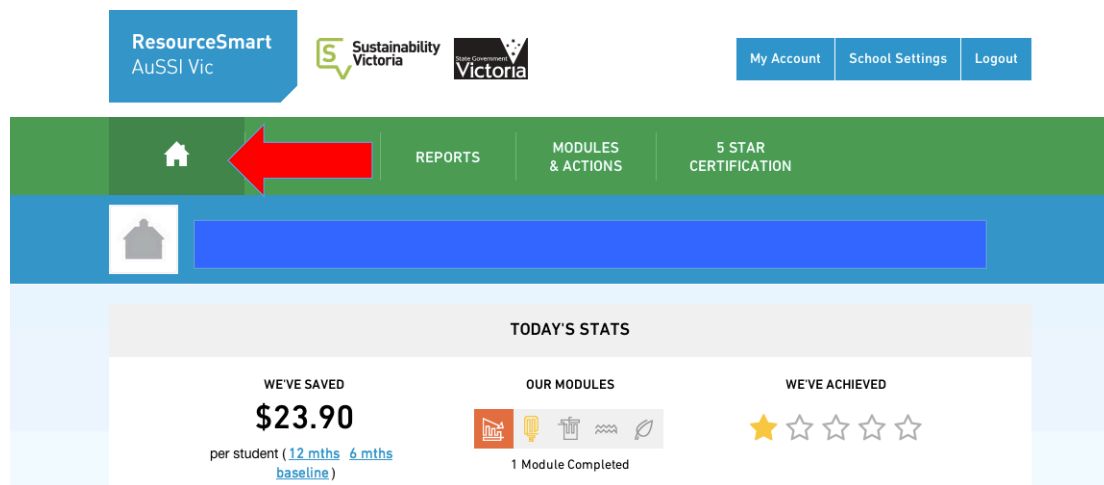 ResourceSmart
AuSSI Vic
Sustainability
Victoria
State Government
Victoria
My Account School Settings Logout
REPORTS
MODULES
& ACTIONS
5 STAR
CERTIFICATION
TODAY'S STATS
WE'VE SAVED
$23.90
per student (12 mths 6 mths
baseline)
OUR MODULES
1 Module Completed
WE'VE ACHIEVED